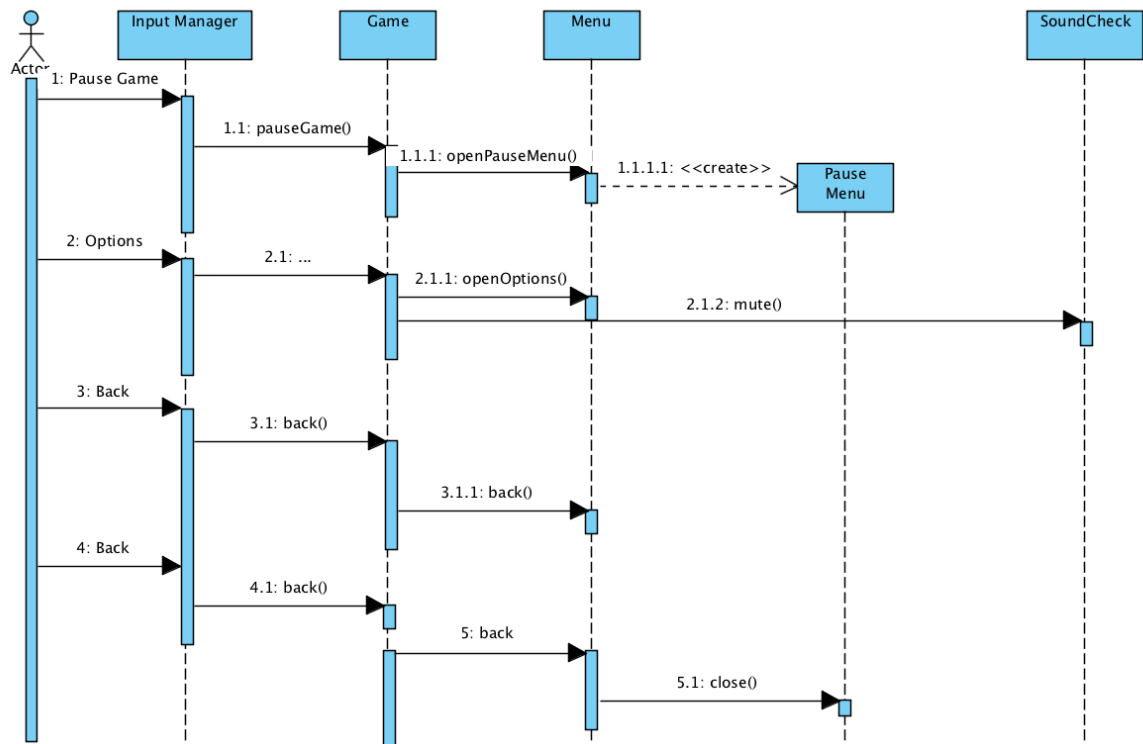 Input Manager
Game
Menu
SoundCheck
Actor
1: Pause Game
1.1: pauseGame()
1.1.1: openPauseMenu()
1.1.1.1: <<create>>
Pause
Menu
2: Options
2.1: ...
2.1.1: openOptions()
2.1.2: mute()
3: Back
3.1: back()
3.1.1: back()
4: Back
4.1: back()
5: back
5.1: close()